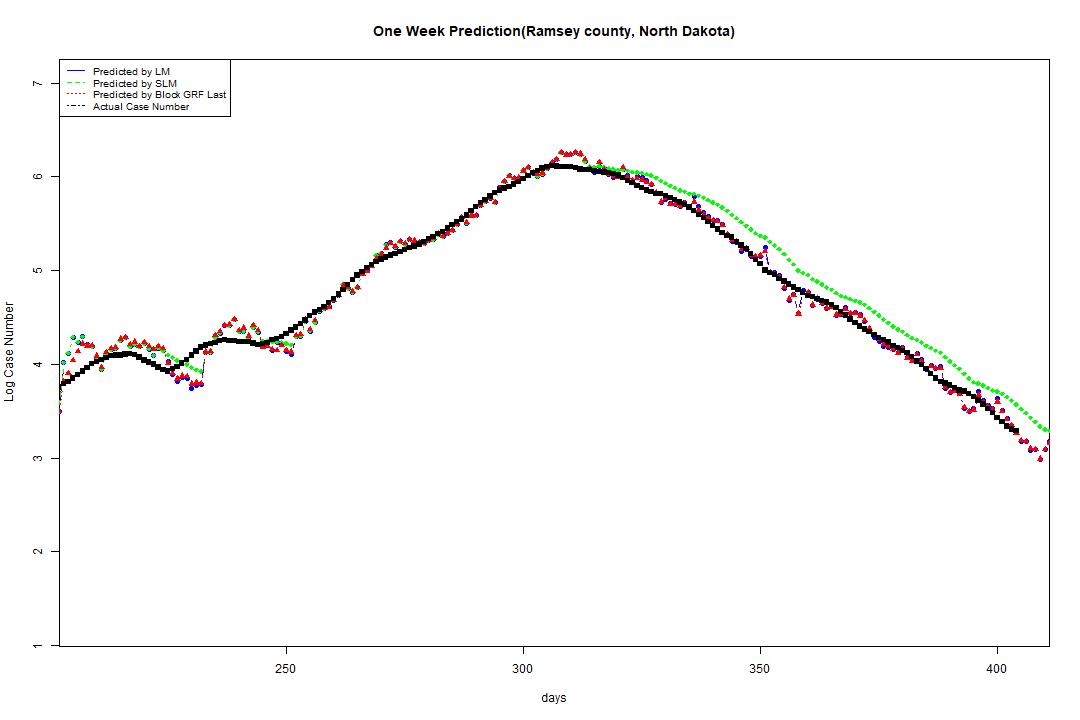 One Week Prediction(Ramsey county, North Dakota)
Predicted by LM
Predicted by SLM
Predicted by Block GRF Last
Actual Case Number
7
6
5
4
3
2
1
Log Case Number
250
300
350
400
days